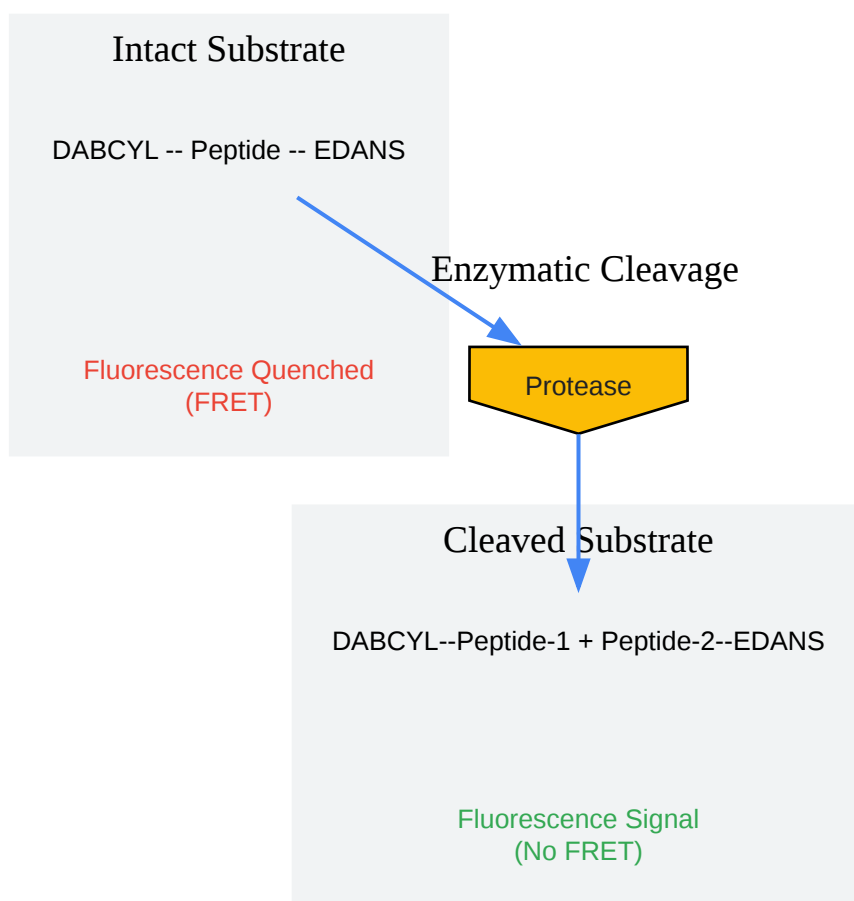 Intact Substrate
DABCYL -- Peptide -- EDANS
Fluorescence Quenched
(FRET)
Enzymatic Cleavage
Protease
Cleaved Substrate
DABCYL--Peptide-1 + Peptide-2--EDANS
Fluorescence Signal
(No FRET)